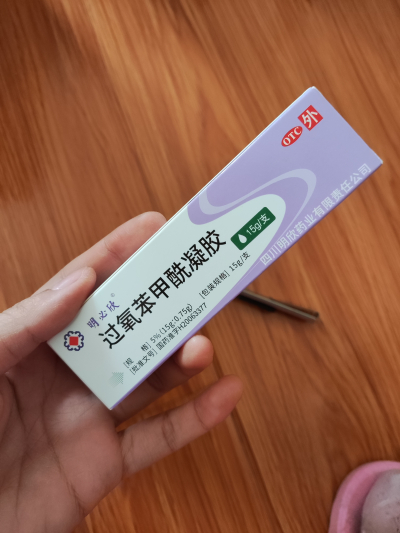 OTC
外
明必欣®
过氧苯甲酰凝胶
15g/支
[规 格] 5%(15g:0.75g) [包装规格] 15g/支
[批准文号] 国药准字H20063377
四川明欣药业有限责任公司